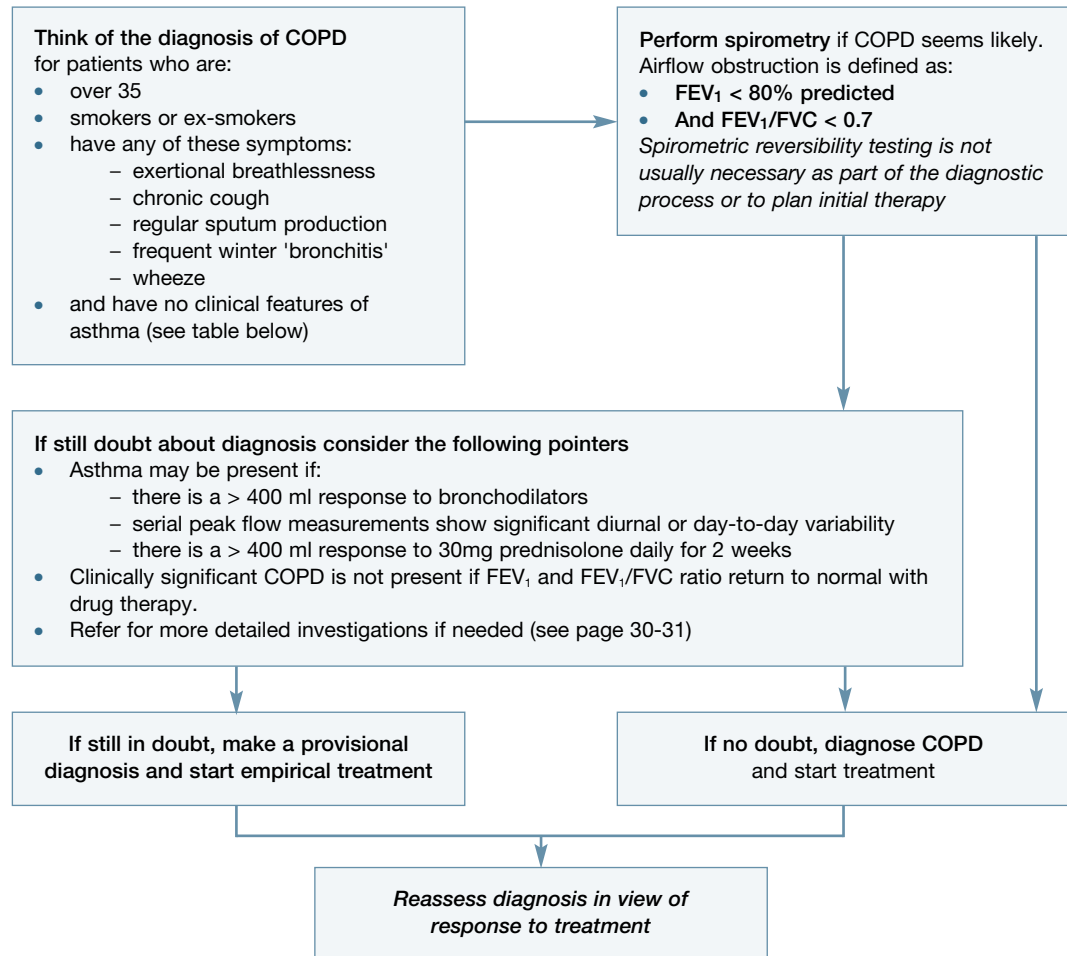 Think of the diagnosis of COPD
for patients who are:
• over 35
• smokers or ex-smokers
• have any of these symptoms:
– exertional breathlessness
– chronic cough
– regular sputum production
– frequent winter 'bronchitis'
– wheeze
• and have no clinical features of
asthma (see table below)
Perform spirometry if COPD seems likely.
Airflow obstruction is defined as:
• FEV₁ < 80% predicted
• And FEV₁/FVC < 0.7
Spirometric reversibility testing is not
usually necessary as part of the diagnostic
process or to plan initial therapy
If still doubt about diagnosis consider the following pointers
• Asthma may be present if:
– there is a > 400 ml response to bronchodilators
– serial peak flow measurements show significant diurnal or day-to-day variability
– there is a > 400 ml response to 30mg prednisolone daily for 2 weeks
• Clinically significant COPD is not present if FEV₁ and FEV₁/FVC ratio return to normal with
drug therapy.
• Refer for more detailed investigations if needed (see page 30-31)
If still in doubt, make a provisional
diagnosis and start empirical treatment
If no doubt, diagnose COPD
and start treatment
Reassess diagnosis in view of
response to treatment